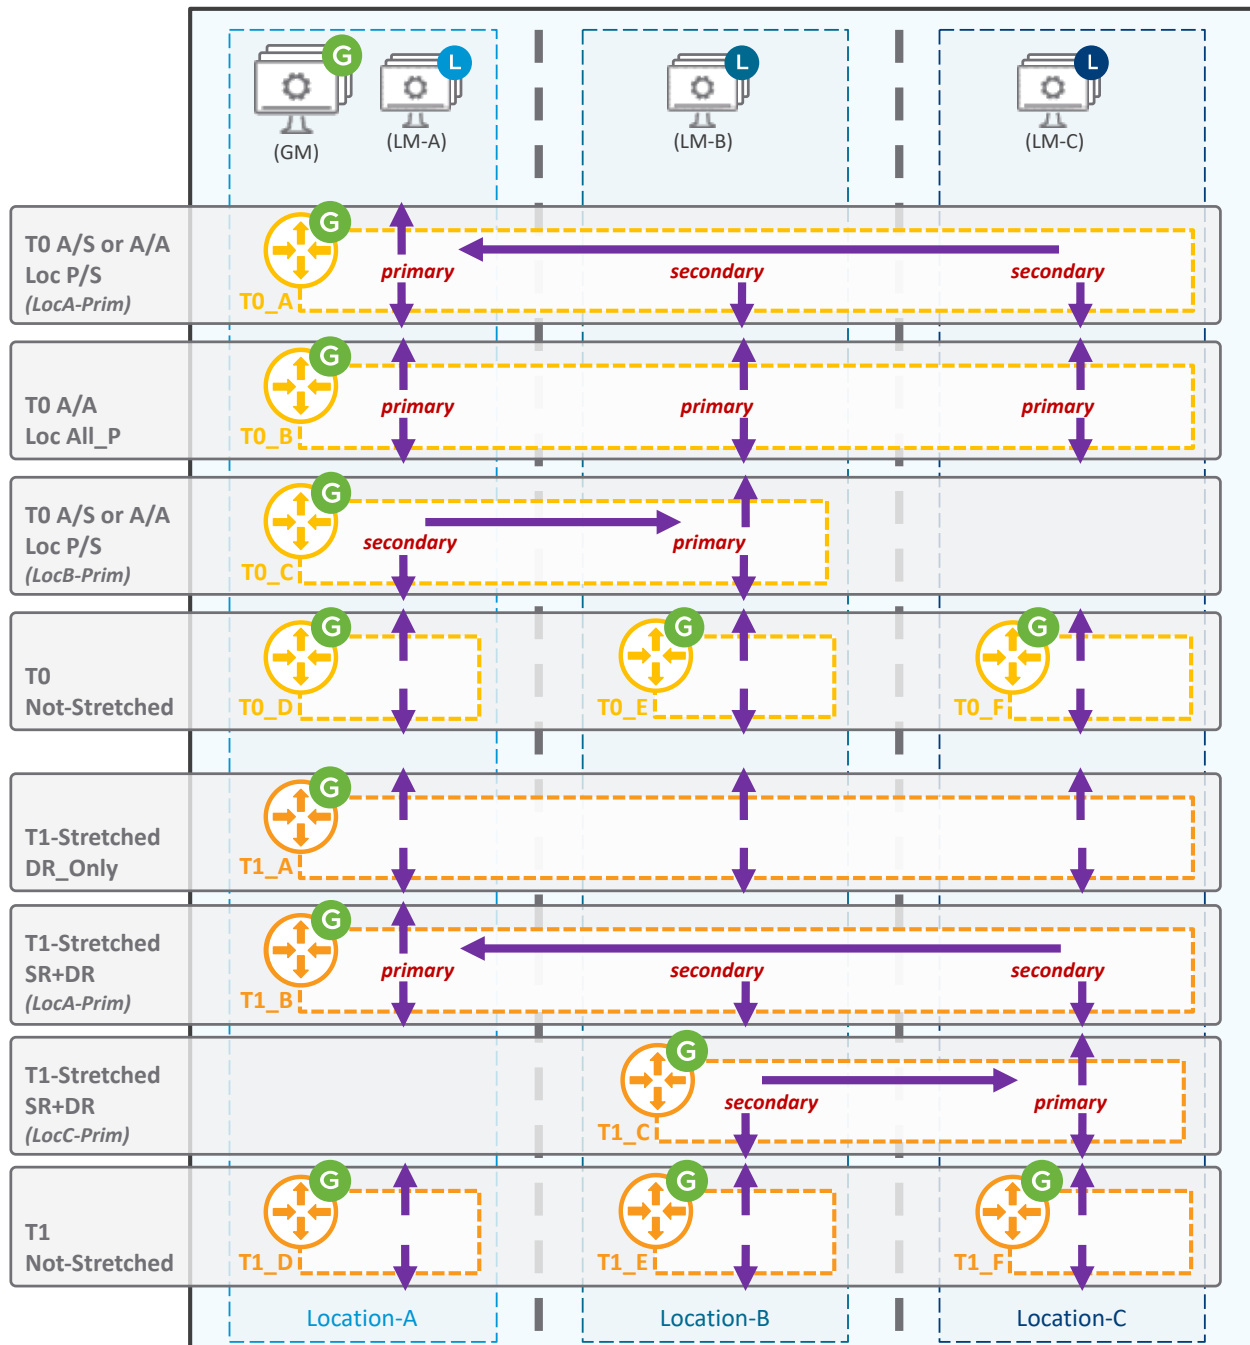 G
L
L
L
(GM)
(LM-A)
(LM-B)
(LM-C)
T0 A/S or A/A
Loc P/S
(LocA-Prim)
G
T0_A
primary
secondary
secondary
T0 A/A
Loc All_P
G
T0_B
primary
primary
primary
T0 A/S or A/A
Loc P/S
(LocB-Prim)
G
T0_C
secondary
primary
T0
Not-Stretched
G
T0_D
G
T0_E
G
T0_F
T1-Stretched
DR_Only
G
T1_A
T1-Stretched
SR+DR
(LocA-Prim)
G
T1_B
primary
secondary
secondary
T1-Stretched
SR+DR
(LocC-Prim)
G
T1_C
secondary
primary
T1
Not-Stretched
G
T1_D
G
T1_E
G
T1_F
Location-A
Location-B
Location-C